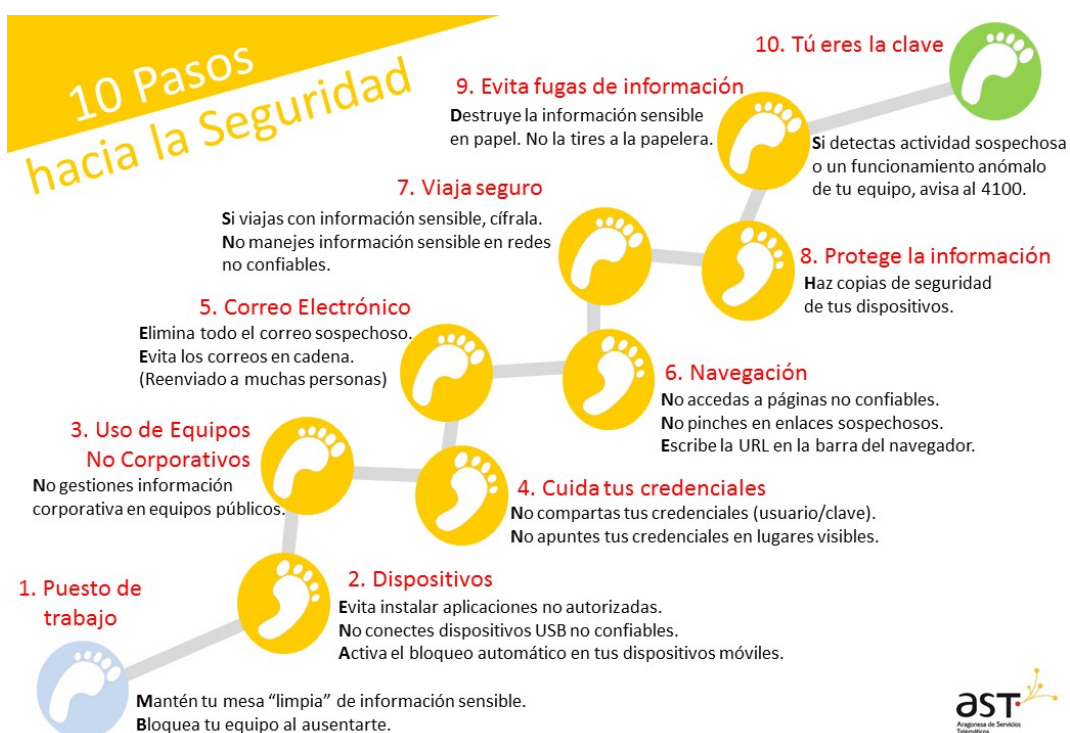 10 Pasos
hacia la Seguridad
1. Puesto de
trabajo
Mantén tu mesa “limpia” de información sensible.
Bloquea tu equipo al ausentarte.
2. Dispositivos
Evita instalar aplicaciones no autorizadas.
No conectes dispositivos USB no confiables.
Activa el bloqueo automático en tus dispositivos móviles.
3. Uso de Equipos
No Corporativos
No gestiones información
corporativa en equipos públicos.
4. Cuida tus credenciales
No compartas tus credenciales (usuario/clave).
No apuntes tus credenciales en lugares visibles.
5. Correo Electrónico
Elimina todo el correo sospechoso.
Evita los correos en cadena.
(Reenviado a muchas personas)
6. Navegación
No accedas a páginas no confiables.
No pinches en enlaces sospechosos.
Escribe la URL en la barra del navegador.
7. Viaja seguro
Si viajas con información sensible, cífrala.
No manejes información sensible en redes
no confiables.
8. Protege la información
Haz copias de seguridad
de tus dispositivos.
9. Evita fugas de información
Destruye la información sensible
en papel. No la tires a la papelera.
10. Tú eres la clave
Si detectas actividad sospechosa
o un funcionamiento anómalo
de tu equipo, avisa al 4100.
aST
Aragonesa de Servicios
Telemáticos